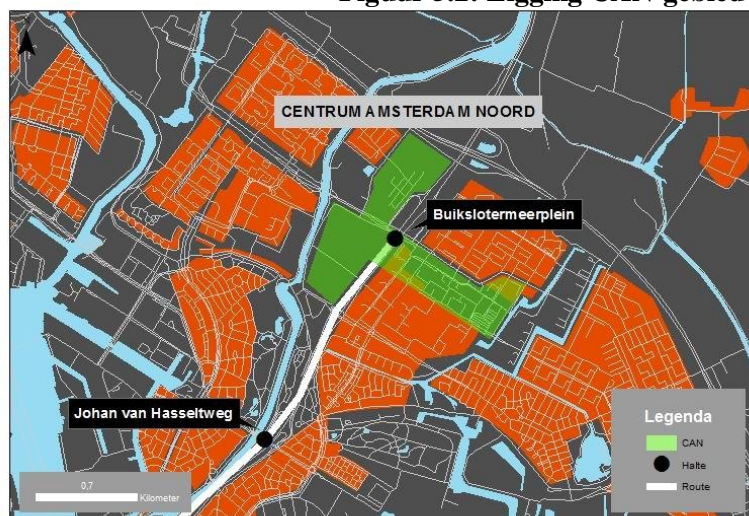 CENTRUM AMSTERDAM NOORD
Buikslotermeerplein
Johan van Hasseltweg
Legenda
CAN
Halte
Route
0,7
Kilometer